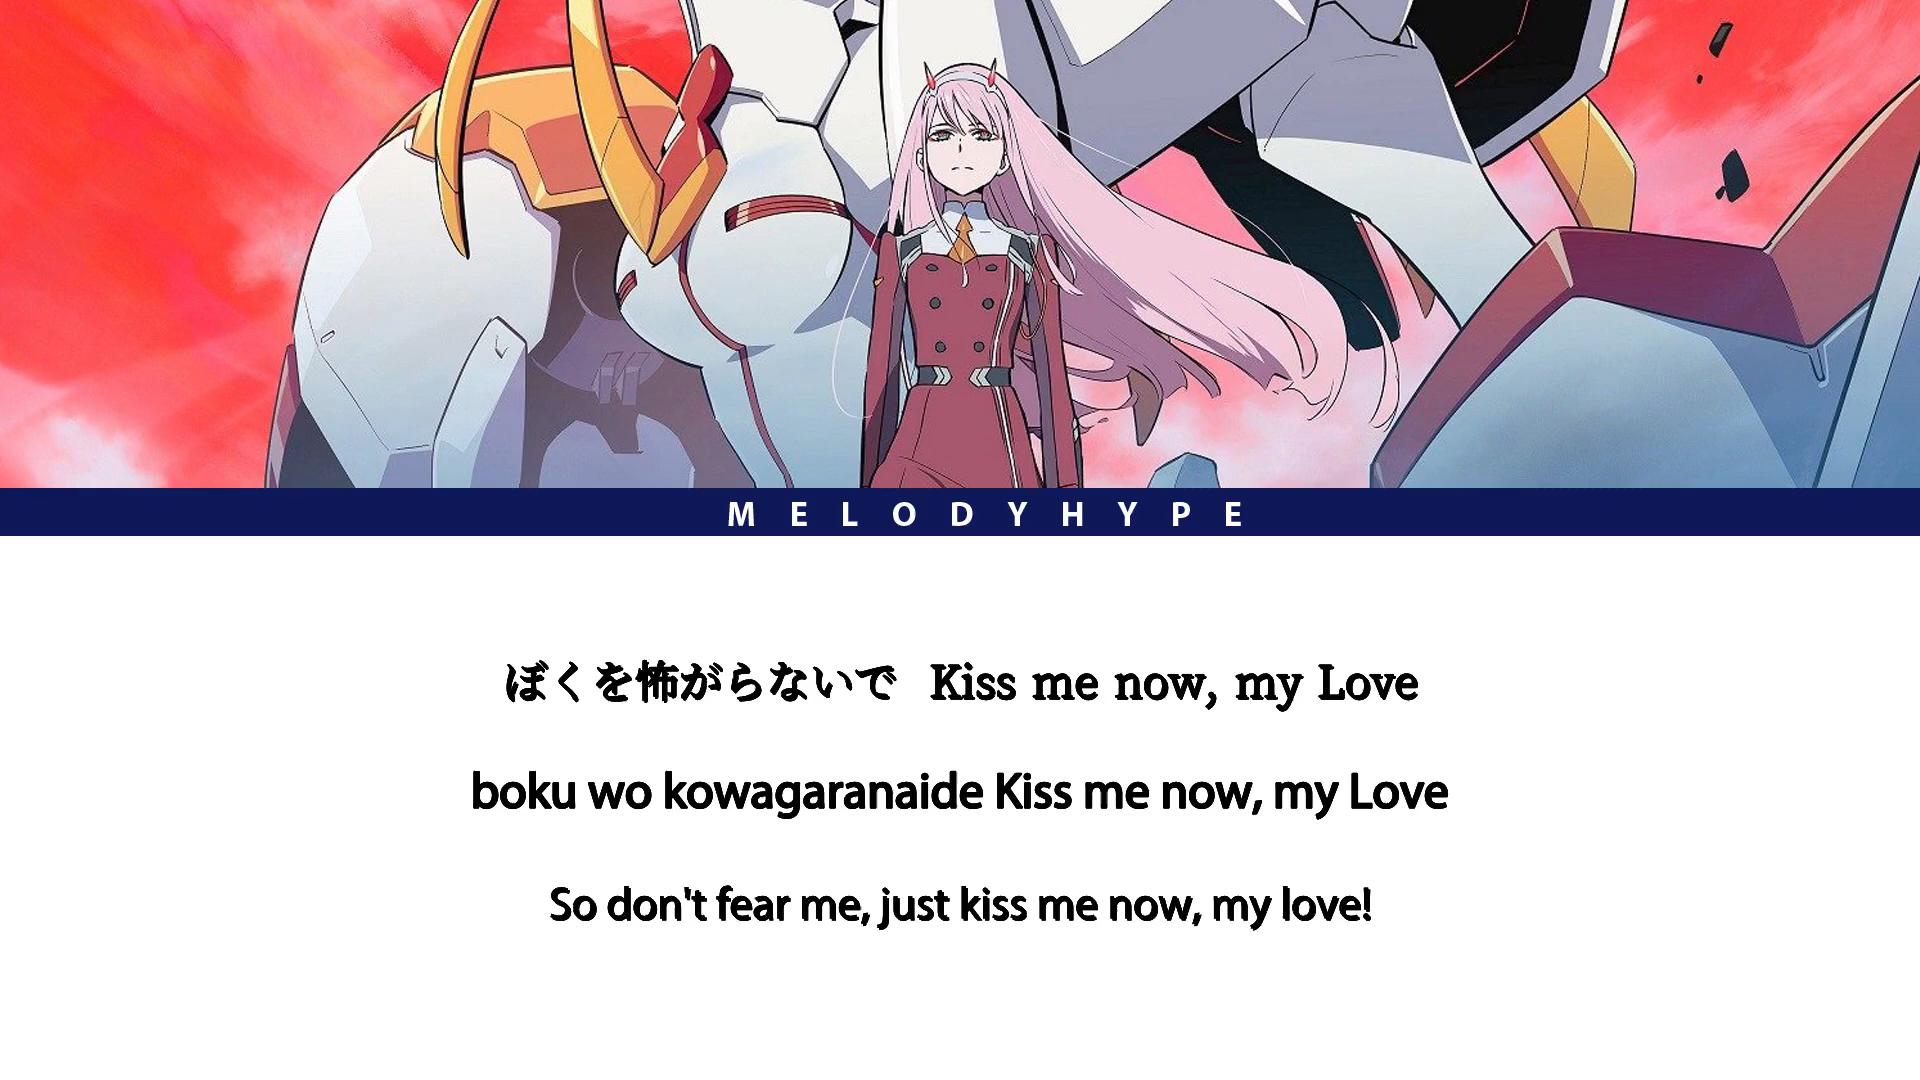 MELODYHYPE
ぼくを怖がらないで Kiss me now, my Love
boku wo kowagaranaide Kiss me now, my Love
So don't fear me, just kiss me now, my love!